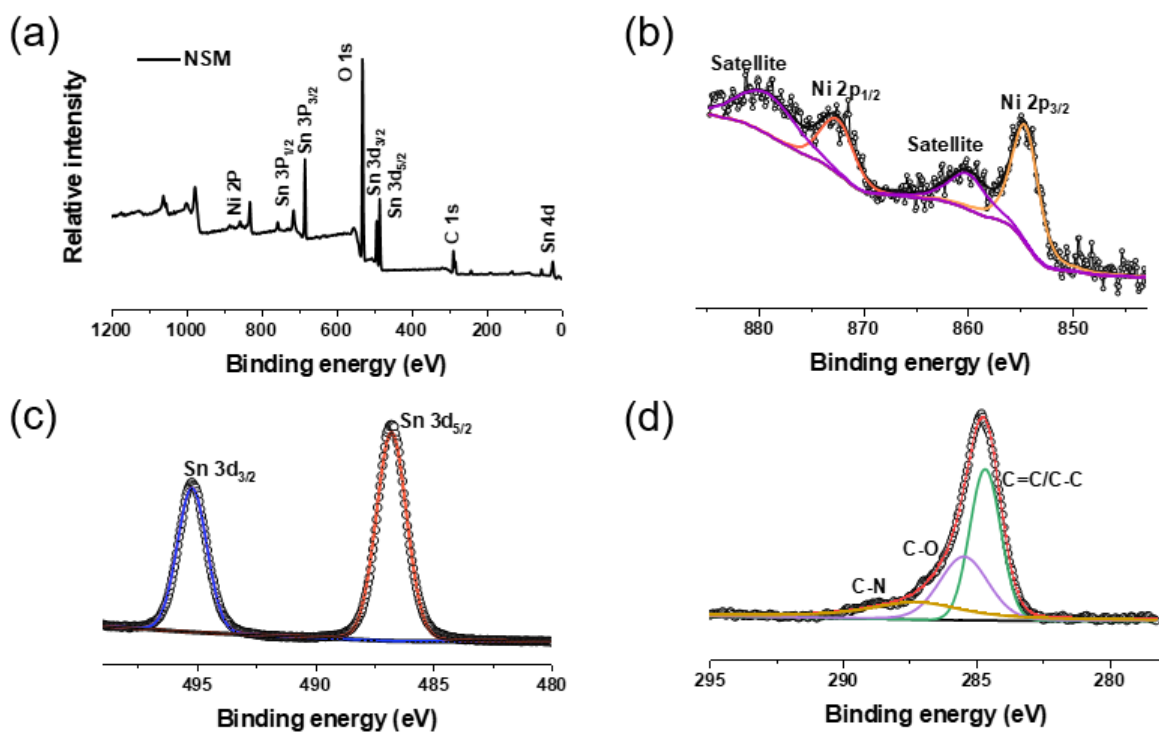 (a)
NSM
Relative intensity
Ni 2P
Sn 3P1/2
Sn 3P3/2
O 1s
Sn 3d3/2
Sn 3d5/2
C 1s
Sn 4d
1200 1000 800 600 400 200 0
Binding energy (eV)
(b)
Satellite
Ni 2p1/2
Satellite
Ni 2p3/2
880 870 860 850
Binding energy (eV)
(c)
Sn 3d3/2
Sn 3d5/2
495 490 485 480
Binding energy (eV)
(d)
C=C/C-C
C-O
C-N
295 290 285 280
Binding energy (eV)